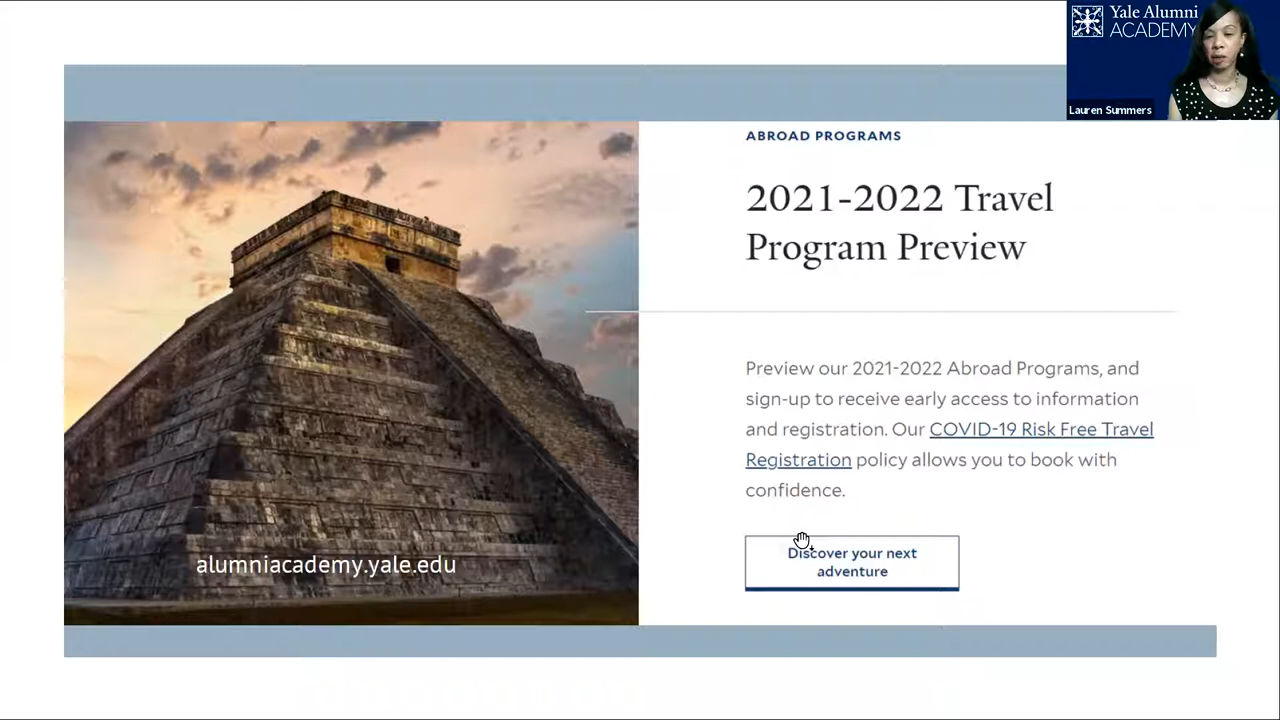 Yale Alumni
ACADEMY
Lauren Summers
ABROAD PROGRAMS
2021-2022 Travel
Program Preview
Preview our 2021-2022 Abroad Programs, and
sign-up to receive early access to information
and registration. Our COVID-19 Risk Free Travel
Registration policy allows you to book with
confidence.
Discover your next
adventure
alumniacademy.yale.edu